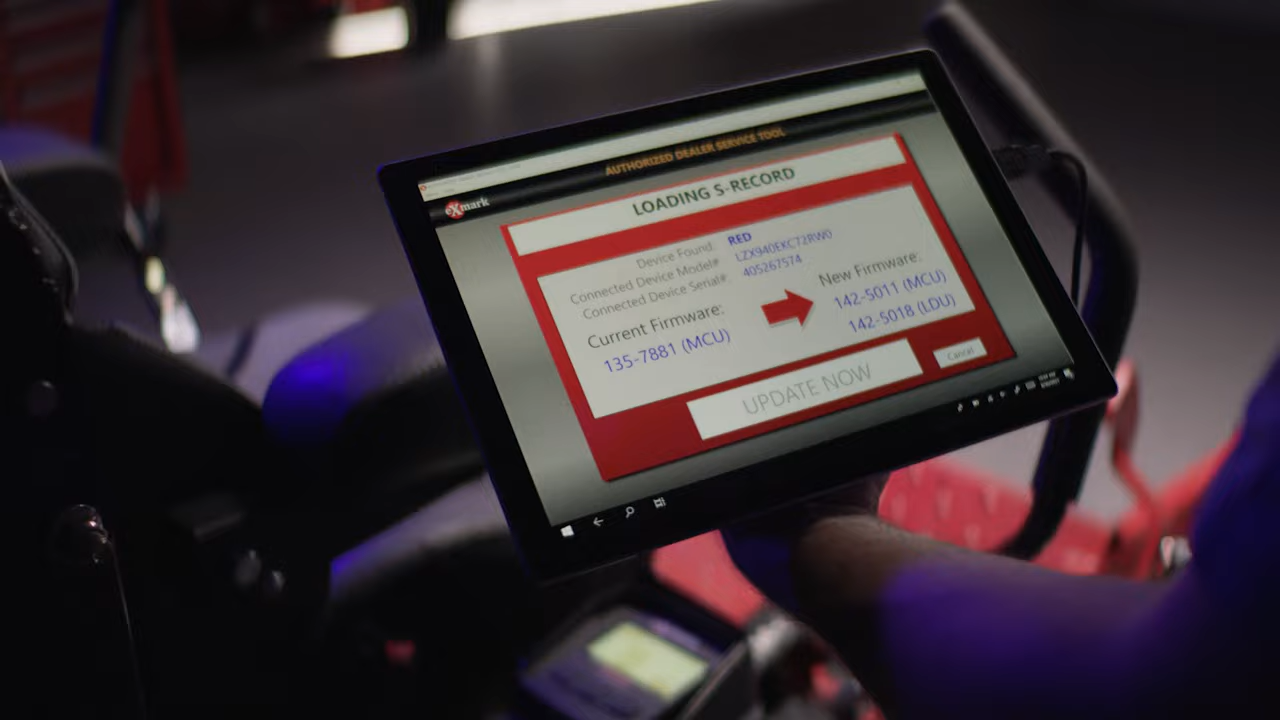 AUTHORIZED DEALER SERVICE TOOL
eXmark
LOADING S-RECORD
Device Found: RED
Connected Device Model#: LZX940EKC72RW0
Connected Device Serial#: 405267574
Current Firmware:
135-7881 (MCU)
New Firmware:
142-5011 (MCU)
142-5018 (LDU)
UPDATE NOW
Cancel